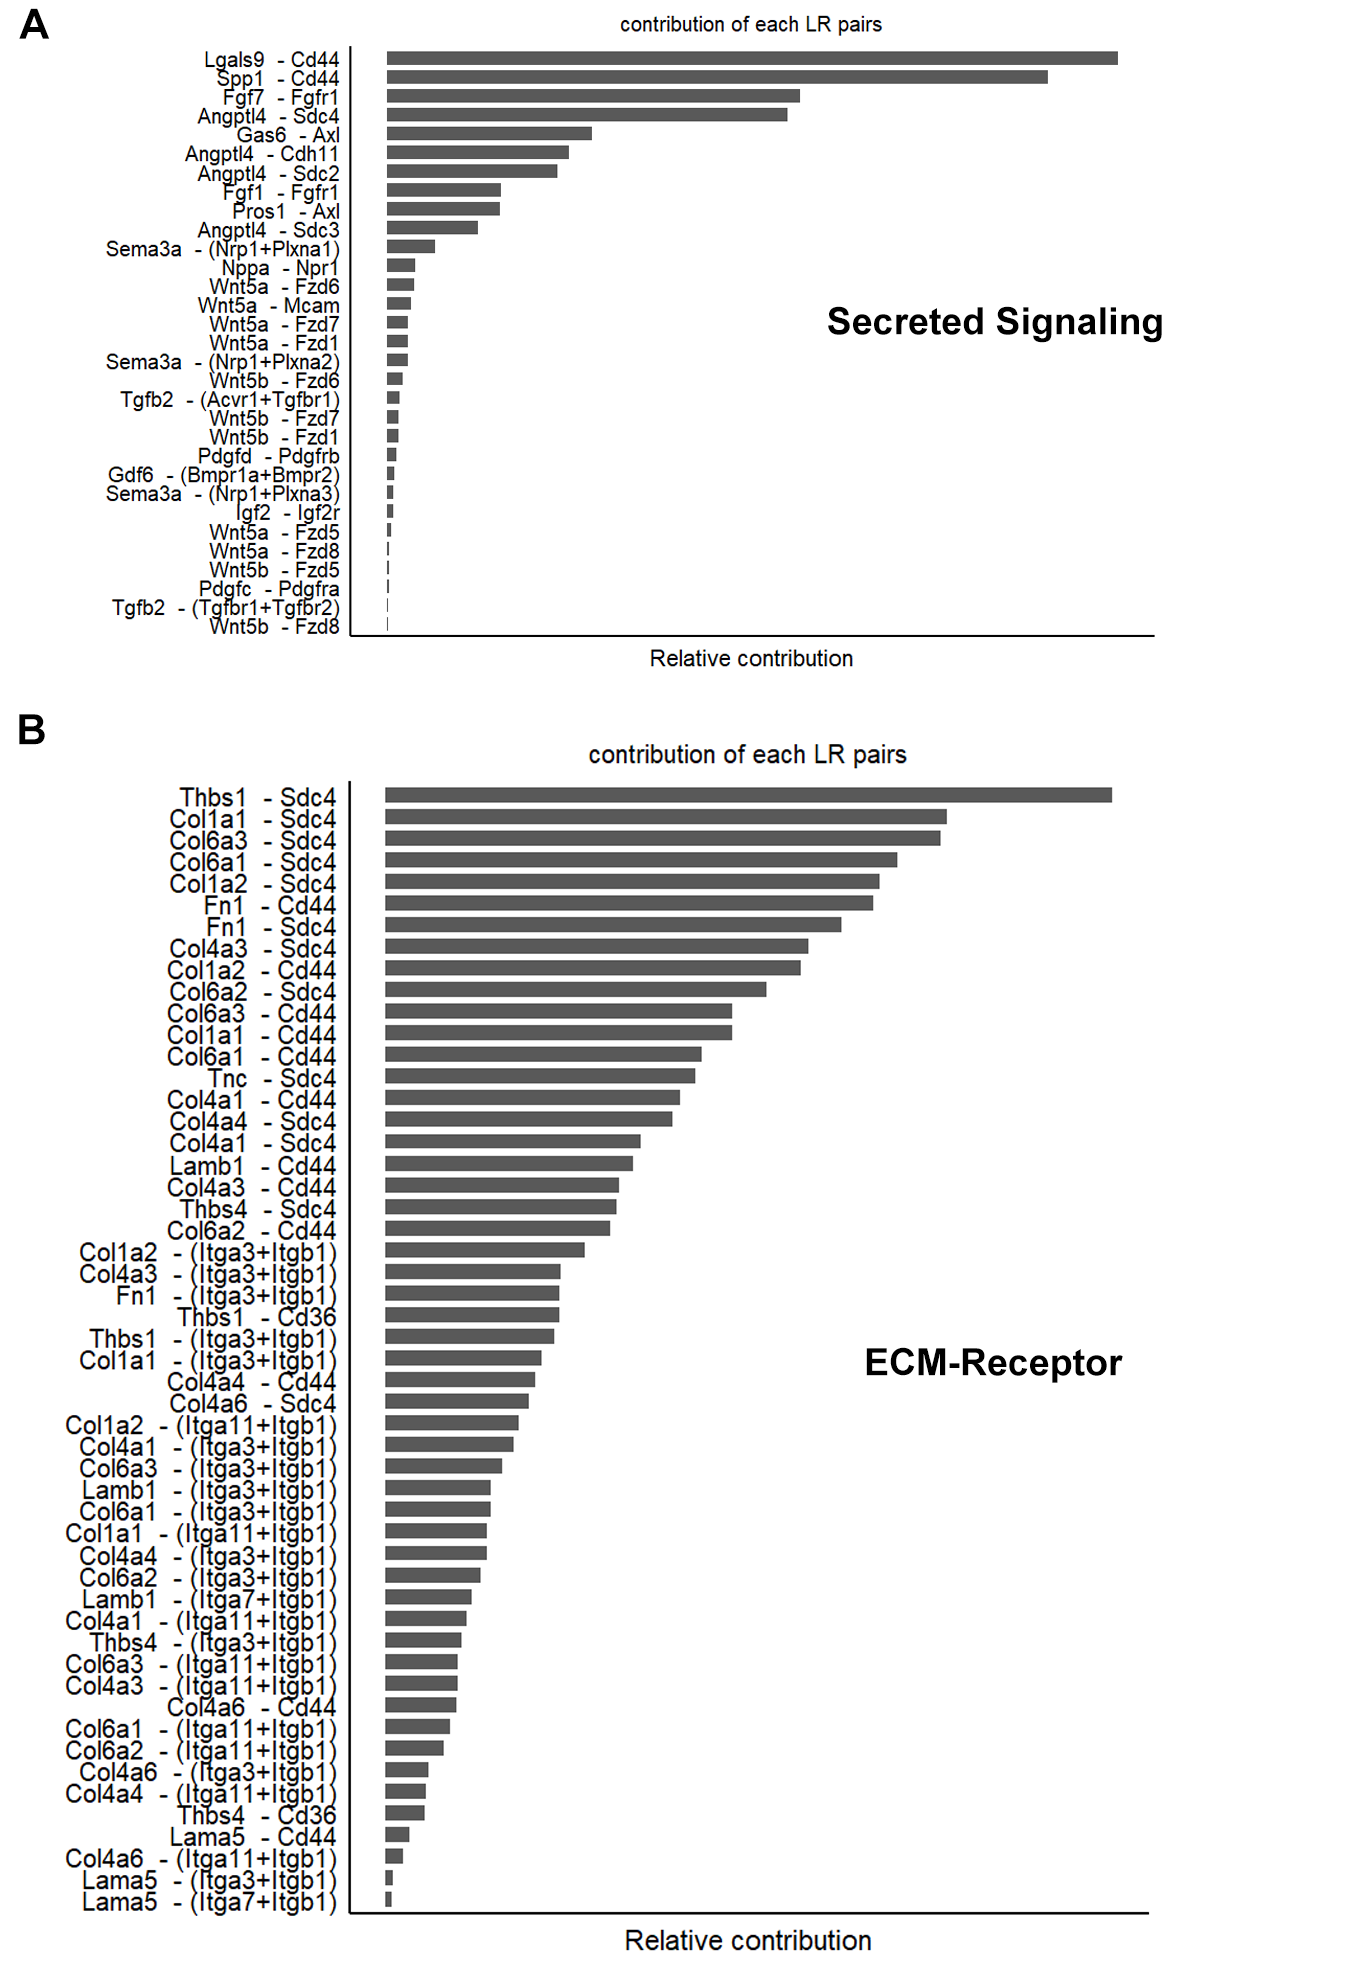 A
contribution of each LR pairs
Lgals9 - Cd44
Spp1 - Cd44
Fgf7 - Fgfr1
Angptl4 - Sdc4
Gas6 - Axl
Angptl4 - Cdh11
Angptl4 - Sdc2
Fgf1 - Fgfr1
Pros1 - Axl
Angptl4 - Sdc3
Sema3a - (Nrp1+Plxna1)
Nppa - Npr1
Wnt5a - Fzd6
Wnt5a - Mcam
Wnt5a - Fzd7
Wnt5a - Fzd1
Sema3a - (Nrp1+Plxna2)
Wnt5b - Fzd6
Tgfb2 - (Acvr1+Tgfbr1)
Wnt5b - Fzd7
Wnt5b - Fzd1
Pdgfd - Pdgfrb
Gdf6 - (Bmpr1a+Bmpr2)
Sema3a - (Nrp1+Plxna3)
Igf2 - Igf2r
Wnt5a - Fzd5
Wnt5a - Fzd8
Wnt5b - Fzd5
Pdgfc - Pdgfra
Tgfb2 - (Tgfbr1+Tgfbr2)
Wnt5b - Fzd8
Secreted Signaling
Relative contribution
B
contribution of each LR pairs
Thbs1 - Sdc4
Col1a1 - Sdc4
Col6a3 - Sdc4
Col6a1 - Sdc4
Col1a2 - Sdc4
Fn1 - Cd44
Fn1 - Sdc4
Col4a3 - Sdc4
Col1a2 - Cd44
Col6a2 - Sdc4
Col6a3 - Cd44
Col1a1 - Cd44
Col6a1 - Cd44
Tnc - Sdc4
Col4a1 - Cd44
Col4a4 - Sdc4
Col4a1 - Sdc4
Lamb1 - Cd44
Col4a3 - Cd44
Thbs4 - Sdc4
Col6a2 - Cd44
Col1a2 - (Itga3+Itgb1)
Col4a3 - (Itga3+Itgb1)
Fn1 - (Itga3+Itgb1)
Thbs1 - Cd36
Thbs1 - (Itga3+Itgb1)
Col1a1 - (Itga3+Itgb1)
Col4a4 - Cd44
Col4a6 - Sdc4
Col1a2 - (Itga11+Itgb1)
Col4a1 - (Itga3+Itgb1)
Col6a3 - (Itga3+Itgb1)
Lamb1 - (Itga3+Itgb1)
Col6a1 - (Itga3+Itgb1)
Col1a1 - (Itga11+Itgb1)
Col4a4 - (Itga3+Itgb1)
Col6a2 - (Itga3+Itgb1)
Lamb1 - (Itga7+Itgb1)
Col4a1 - (Itga11+Itgb1)
Thbs4 - (Itga3+Itgb1)
Col6a3 - (Itga11+Itgb1)
Col4a3 - (Itga11+Itgb1)
Col4a6 - Cd44
Col6a1 - (Itga11+Itgb1)
Col6a2 - (Itga11+Itgb1)
Col4a6 - (Itga3+Itgb1)
Col4a4 - (Itga11+Itgb1)
Thbs4 - Cd36
Lama5 - Cd44
Col4a6 - (Itga11+Itgb1)
Lama5 - (Itga3+Itgb1)
Lama5 - (Itga7+Itgb1)
ECM-Receptor
Relative contribution